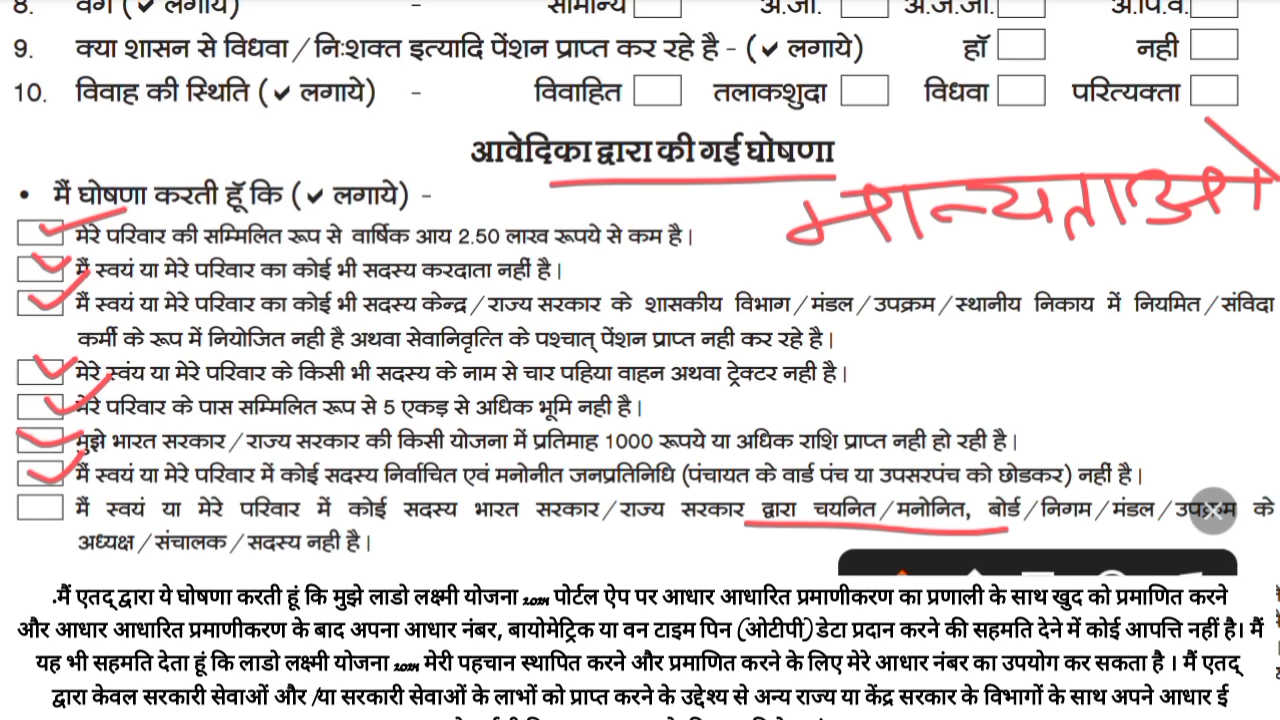 8. वर्ग (✓ लगाये) - सामान्य अ.जा. अ.ज.जा. अ.पि.व.
9. क्या शासन से विधवा/निःशक्त इत्यादि पेंशन प्राप्त कर रहे है - (✓ लगाये) हॉ नही
10. विवाह की स्थिति (✓ लगाये) - विवाहित तलाकशुदा विधवा परित्यक्ता
आवेदिका द्वारा की गई घोषणा
• मैं घोषणा करती हूॅ कि (✓ लगाये) -
मान्यताओ
मेरे परिवार की सम्मिलित रूप से वार्षिक आय 2.50 लाख रूपये से कम है।
मैं स्वयं या मेरे परिवार का कोई भी सदस्य करदाता नहीं है।
मैं स्वयं या मेरे परिवार का कोई भी सदस्य केन्द्र/राज्य सरकार के शासकीय विभाग/मंडल/उपक्रम/स्थानीय निकाय में नियमित/संविदा
कर्मी के रूप में नियोजित नही है अथवा सेवानिवृत्ति के पश्चात् पेंशन प्राप्त नही कर रहे है।
मेरे स्वंय या मेरे परिवार के किसी भी सदस्य के नाम से चार पहिया वाहन अथवा ट्रेक्टर नही है।
मेरे परिवार के पास सम्मिलित रूप से 5 एकड़ से अधिक भूमि नही है।
मुझे भारत सरकार/राज्य सरकार की किसी योजना में प्रतिमाह 1000 रूपये या अधिक राशि प्राप्त नही हो रही है।
मैं स्वयं या मेरे परिवार में कोई सदस्य निर्वाचित एवं मनोनीत जनप्रतिनिधि (पंचायत के वार्ड पंच या उपसरपंच को छोडकर) नहीं है।
मैं स्वयं या मेरे परिवार में कोई सदस्य भारत सरकार/राज्य सरकार द्वारा चयनित/मनोनित, बोर्ड/निगम/मंडल/उपक्रम के
अध्यक्ष/संचालक/सदस्य नही है।
.मैं एतद् द्वारा ये घोषणा करती हूं कि मुझे लाडो लक्ष्मी योजना 2024 पोर्टल ऐप पर आधार आधारित प्रमाणीकरण का प्रणाली के साथ खुद को प्रमाणित करने
और आधार आधारित प्रमाणीकरण के बाद अपना आधार नंबर, बायोमेट्रिक या वन टाइम पिन (ओटीपी) डेटा प्रदान करने की सहमति देने में कोई आपत्ति नहीं है। मैं
यह भी सहमति देता हूं कि लाडो लक्ष्मी योजना 2024 मेरी पहचान स्थापित करने और प्रमाणित करने के लिए मेरे आधार नंबर का उपयोग कर सकता है । मैं एतद्
द्वारा केवल सरकारी सेवाओं और /या सरकारी सेवाओं के लाभों को प्राप्त करने के उद्देश्य से अन्य राज्य या केंद्र सरकार के विभागों के साथ अपने आधार ई